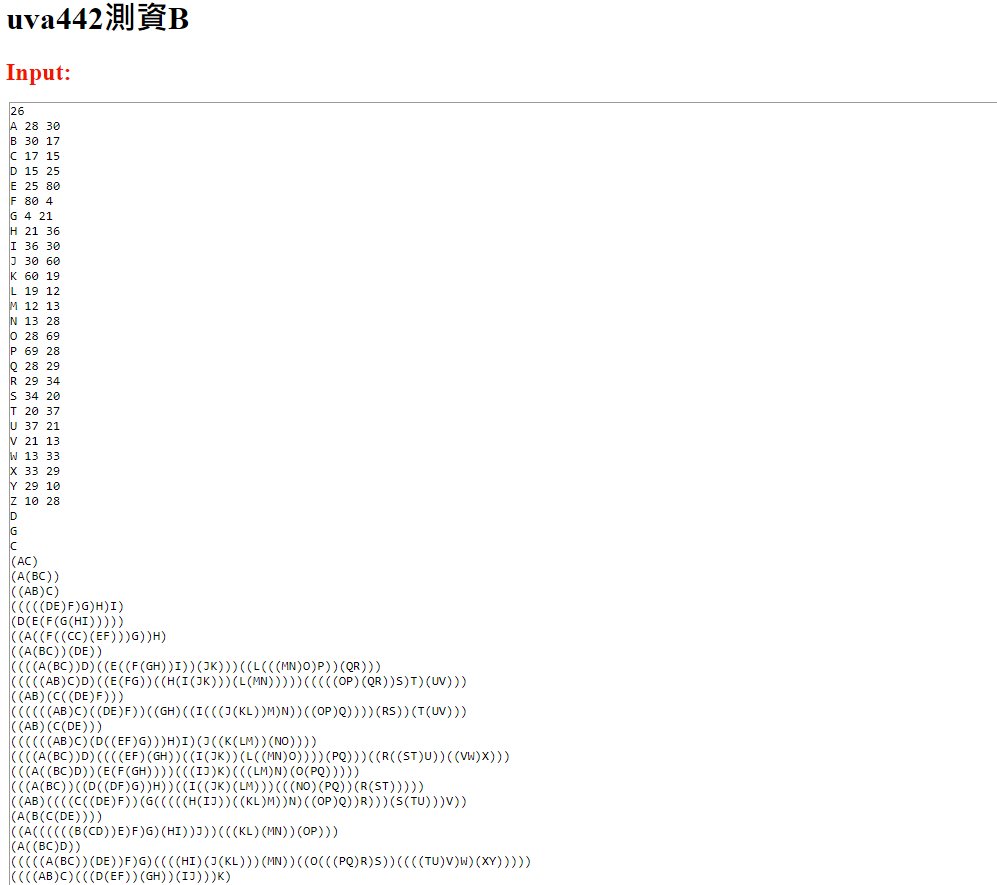 uva442測資B
Input:
26
A 28 30
B 30 17
C 17 15
D 15 25
E 25 80
F 80 4
G 4 21
H 21 36
I 36 30
J 30 60
K 60 19
L 19 12
M 12 13
N 13 28
O 28 69
P 69 28
Q 28 29
R 29 34
S 34 20
T 20 37
U 37 21
V 21 13
W 13 33
X 33 29
Y 29 10
Z 10 28
D
G
C
(AC)
(A(BC))
((AB)C)
(((((DE)F)G)H)I)
(D(E(F(G(HI)))))
((A((F((CC)(EF)))G))H)
((A(BC))(DE))
((((A(BC))D)((E((F(GH))I))(JK)))((L(((MN)O)P))(QR)))
(((((AB)C)D)((E(FG))((H(I(JK)))(L(MN)))))(((((OP)(QR))S)T)(UV)))
((AB)(C((DE)F)))
((((((AB)C)((DE)F))((GH)((I(((J(KL))M)N))((OP)Q))))(RS))(T(UV)))
((AB)(C(DE)))
((((((AB)C)(D((EF)G)))H)I)(J((K(LM))(NO))))
((((A(BC))D)((((EF)(GH))((I(JK))(L((MN)O))))(PQ)))((R((ST)U))((VW)X)))
(((A((BC)D))(E(F(GH))))(((IJ)K)(((LM)N)(O(PQ)))))
(((A(BC))((D((DF)G))H))((I((JK)(LM)))(((NO)(PQ))(R(ST)))))
((AB)((((C((DE)F))(G(((((H(IJ))((KL)M))N)((OP)Q))R)))(S(TU)))V))
(A(B(C(DE))))
((A((((((B(CD))E)F)G)(HI))J))(((KL)(MN))(OP)))
(A((BC)D))
(((((A(BC))(DE))F)G)((((HI)(J(KL)))(MN))((O(((PQ)R)S))((((TU)V)W)(XY)))))
((((AB)C)(((D(EF))(GH))(IJ)))K)